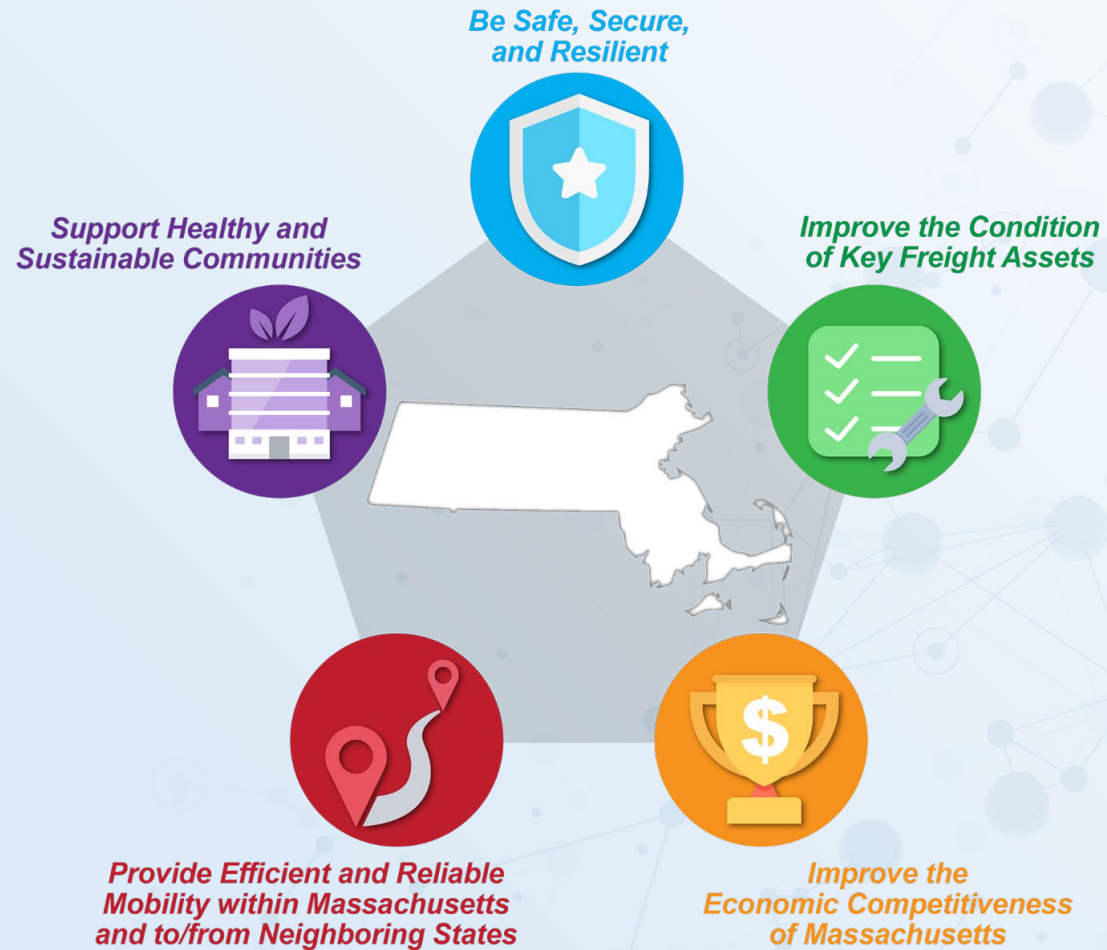 Be Safe, Secure,
and Resilient
Support Healthy and
Sustainable Communities
Improve the Condition
of Key Freight Assets
$
Provide Efficient and Reliable
Mobility within Massachusetts
and to/from Neighboring States
Improve the
Economic Competitiveness
of Massachusetts